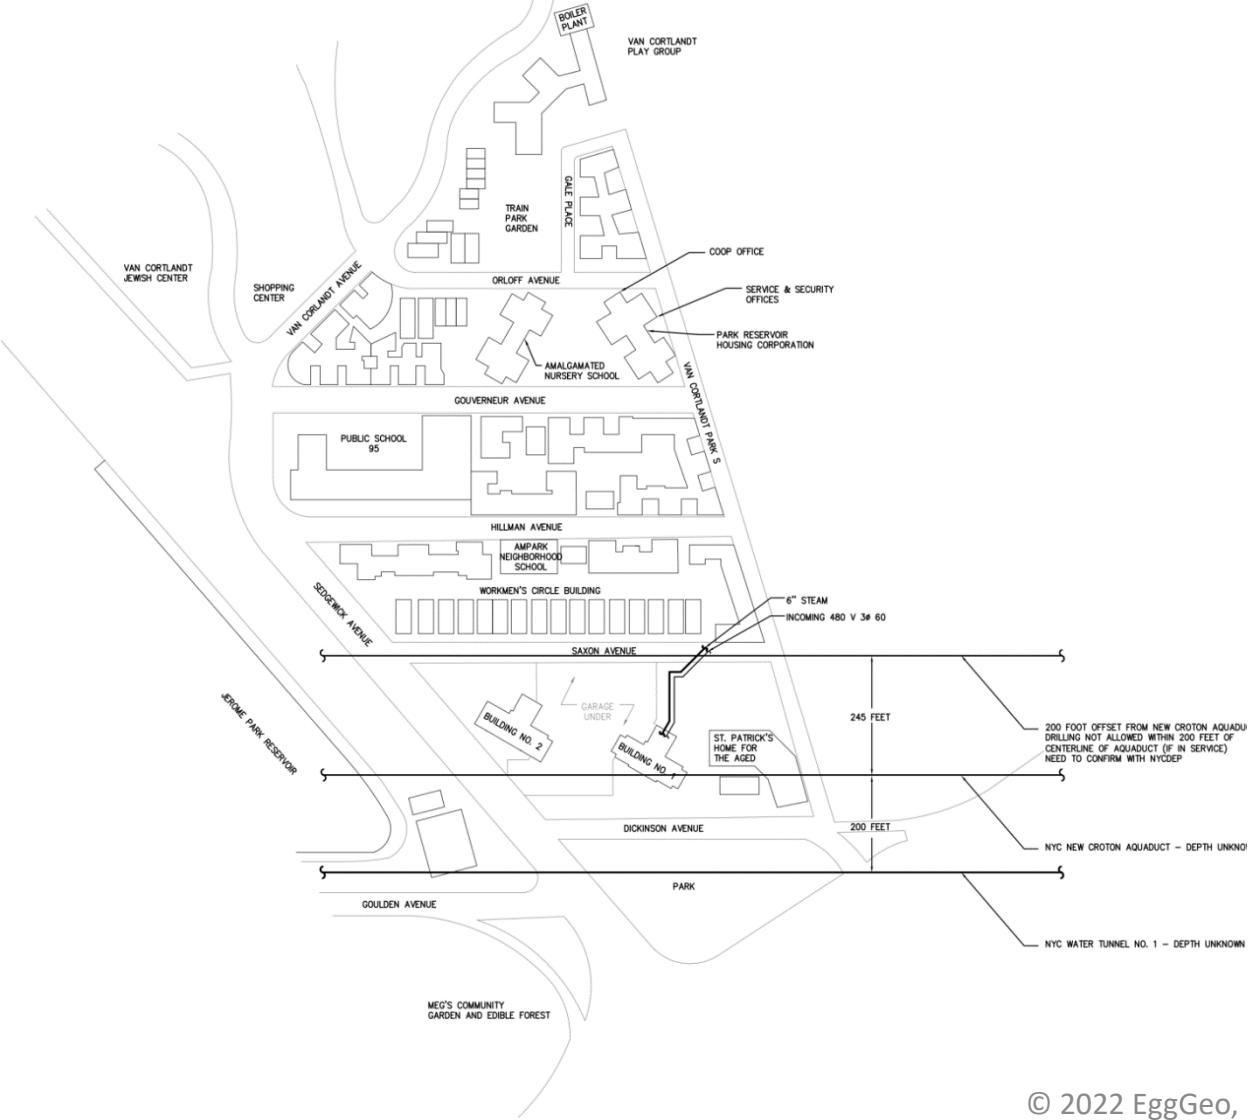 BOILER
PLANT
VAN CORTLANDT
PLAY GROUP
GALE PLACE
TRAIN
PARK
GARDEN
COOP OFFICE
VAN CORTLANDT
JEWISH CENTER
SHOPPING
CENTER
VAN CORLANDT AVENUE
ORLOFF AVENUE
SERVICE & SECURITY
OFFICES
PARK RESERVOIR
HOUSING CORPORATION
AMALGAMATED
NURSERY SCHOOL
VAN CORTLANDT PARK S
GOUVERNEUR AVENUE
PUBLIC SCHOOL
95
HILLMAN AVENUE
AMPARK
NEIGHBORHOOD
SCHOOL
WORKMEN'S CIRCLE BUILDING
SEDGEWICK AVENUE
6" STEAM
INCOMING 480 V 3ø 60
SAXON AVENUE
JEROME PARK RESERVOIR
BUILDING NO. 2
GARAGE
UNDER
BUILDING NO. 1
ST. PATRICK'S
HOME FOR
THE AGED
245 FEET
200 FOOT OFFSET FROM NEW CROTON AQUADU
DRILLING NOT ALLOWED WITHIN 200 FEET OF
CENTERLINE OF AQUADUCT (IF IN SERVICE)
NEED TO CONFIRM WITH NYCDEP
DICKINSON AVENUE
200 FEET
NYC NEW CROTON AQUADUCT – DEPTH UNKNO
PARK
GOULDEN AVENUE
NYC WATER TUNNEL NO. 1 – DEPTH UNKNOWN
MEG'S COMMUNITY
GARDEN AND EDIBLE FOREST
© 2022 EggGeo,